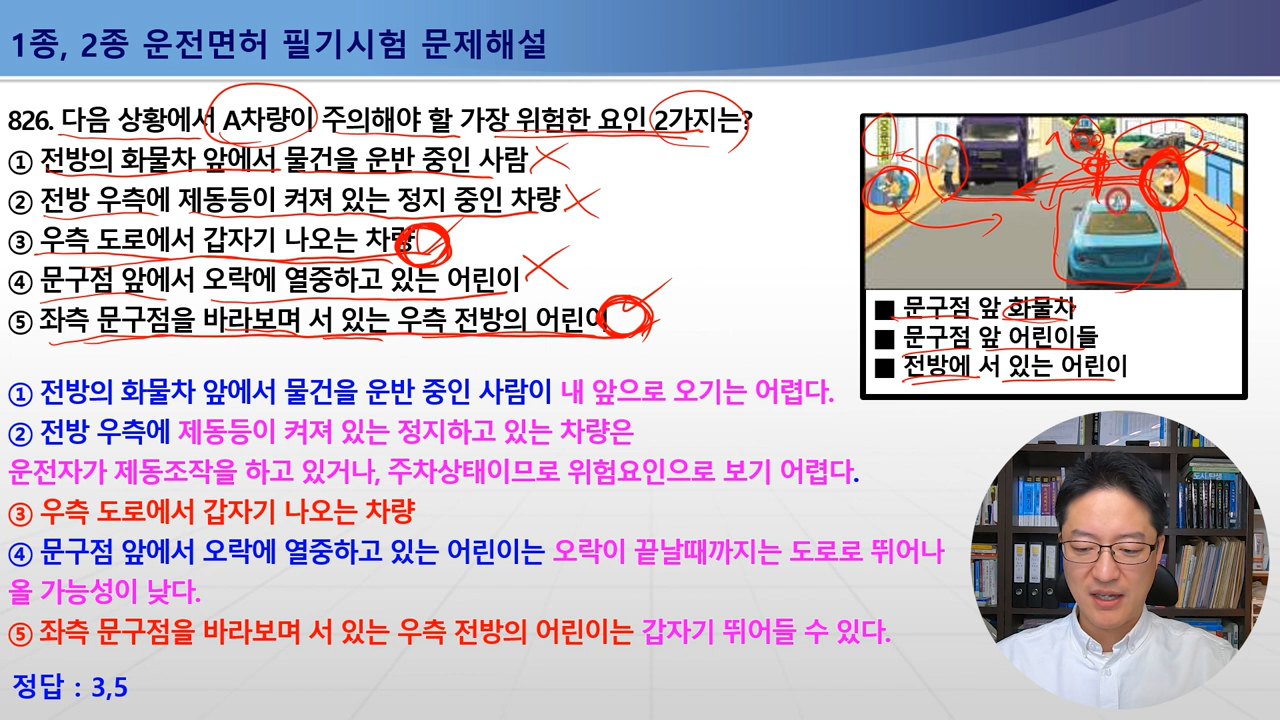 1종, 2종 운전면허 필기시험 문제해설
826. 다음 상황에서 A차량이 주의해야 할 가장 위험한 요인 2가지는?
① 전방의 화물차 앞에서 물건을 운반 중인 사람
② 전방 우측에 제동등이 켜져 있는 정지 중인 차량
③ 우측 도로에서 갑자기 나오는 차량
④ 문구점 앞에서 오락에 열중하고 있는 어린이
⑤ 좌측 문구점을 바라보며 서 있는 우측 전방의 어린이
■ 문구점 앞 화물차
■ 문구점 앞 어린이들
■ 전방에 서 있는 어린이
① 전방의 화물차 앞에서 물건을 운반 중인 사람이 내 앞으로 오기는 어렵다.
② 전방 우측에 제동등이 켜져 있는 정지하고 있는 차량은
운전자가 제동조작을 하고 있거나, 주차상태이므로 위험요인으로 보기 어렵다.
③ 우측 도로에서 갑자기 나오는 차량
④ 문구점 앞에서 오락에 열중하고 있는 어린이는 오락이 끝날때까지는 도로로 뛰어나
올 가능성이 낮다.
⑤ 좌측 문구점을 바라보며 서 있는 우측 전방의 어린이는 갑자기 뛰어들 수 있다.
정답 : 3,5